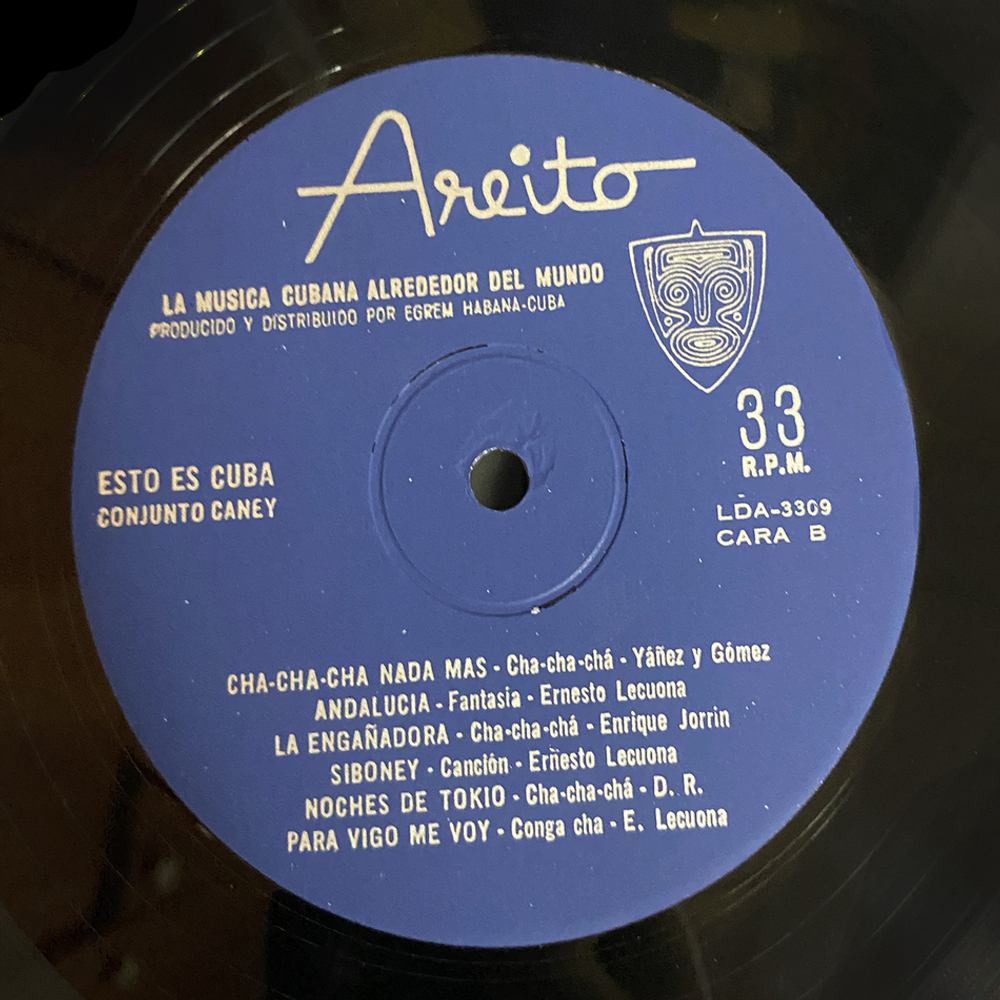 Areito
LA MUSICA CUBANA ALREDEDOR DEL MUNDO
PRODUCIDO Y DISTRIBUIDO POR EGREM HABANA-CUBA
33
R.P.M.
ESTO ES CUBA
CONJUNTO CANEY
LDA-3309
CARA B
CHA-CHA-CHA NADA MAS - Cha-cha-chá - Yáñez y Gómez
ANDALUCIA - Fantasia - Ernesto Lecuona
LA ENGAÑADORA - Cha-cha-chá - Enrique Jorrin
SIBONEY - Canción - Ernesto Lecuona
NOCHES DE TOKIO - Cha-cha-chá - D. R.
PARA VIGO ME VOY - Conga cha - E. Lecuona